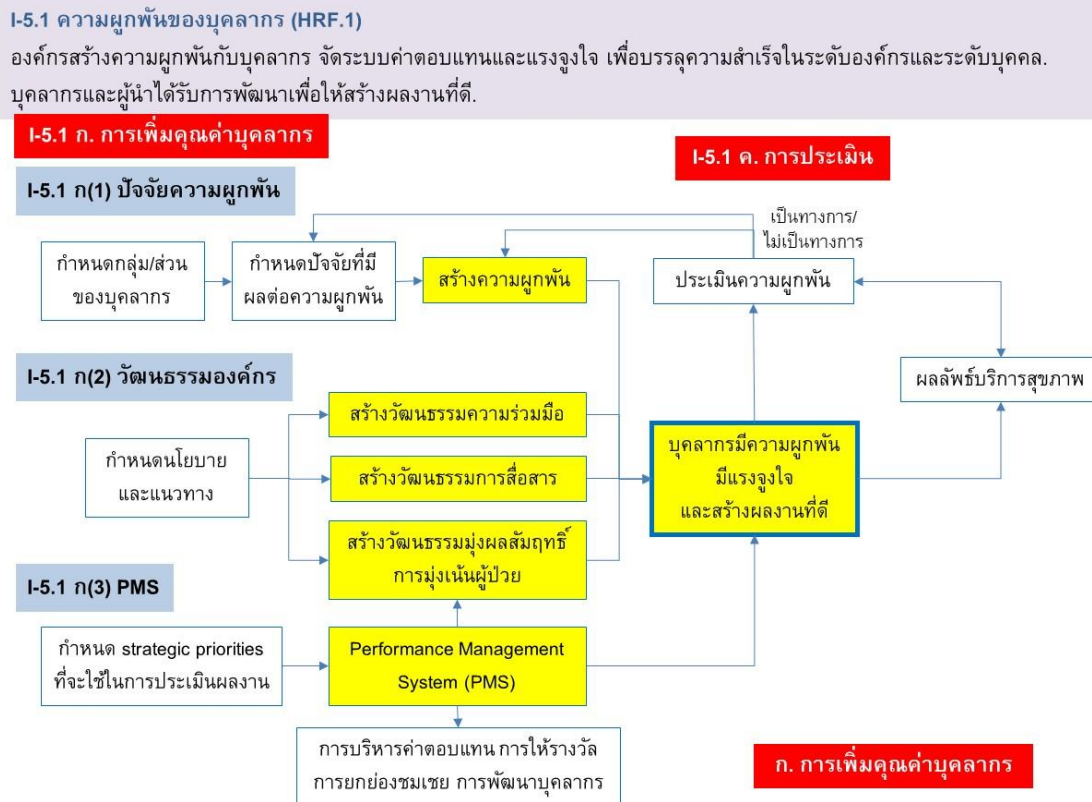 I-5.1 ความผูกพันของบุคลากร (HRF.1)
องค์กรสร้างความผูกพันกับบุคลากร จัดระบบค่าตอบแทนและแรงจูงใจ เพื่อบรรลุความสำเร็จในระดับองค์กรและระดับบุคคล.
บุคลากรและผู้นำได้รับการพัฒนาเพื่อให้สร้างผลงานที่ดี.
I-5.1 ก. การเพิ่มคุณค่าบุคลากร
I-5.1 ค. การประเมิน
I-5.1 ก(1) ปัจจัยความผูกพัน
เป็นทางการ/
ไม่เป็นทางการ
กำหนดกลุ่ม/ส่วน
ของบุคลากร
กำหนดปัจจัยที่มี
ผลต่อความผูกพัน
สร้างความผูกพัน
ประเมินความผูกพัน
I-5.1 ก(2) วัฒนธรรมองค์กร
ผลลัพธ์บริการสุขภาพ
กำหนดนโยบาย
และแนวทาง
สร้างวัฒนธรรมความร่วมมือ
สร้างวัฒนธรรมการสื่อสาร
สร้างวัฒนธรรมมุ่งผลสัมฤทธิ์
การมุ่งเน้นผู้ป่วย
บุคลากรมีความผูกพัน
มีแรงจูงใจ
และสร้างผลงานที่ดี
I-5.1 ก(3) PMS
กำหนด strategic priorities
ที่จะใช้ในการประเมินผลงาน
Performance Management
System (PMS)
การบริหารค่าตอบแทน การให้รางวัล
การยกย่องชมเชย การพัฒนาบุคลากร
ก. การเพิ่มคุณค่าบุคลากร